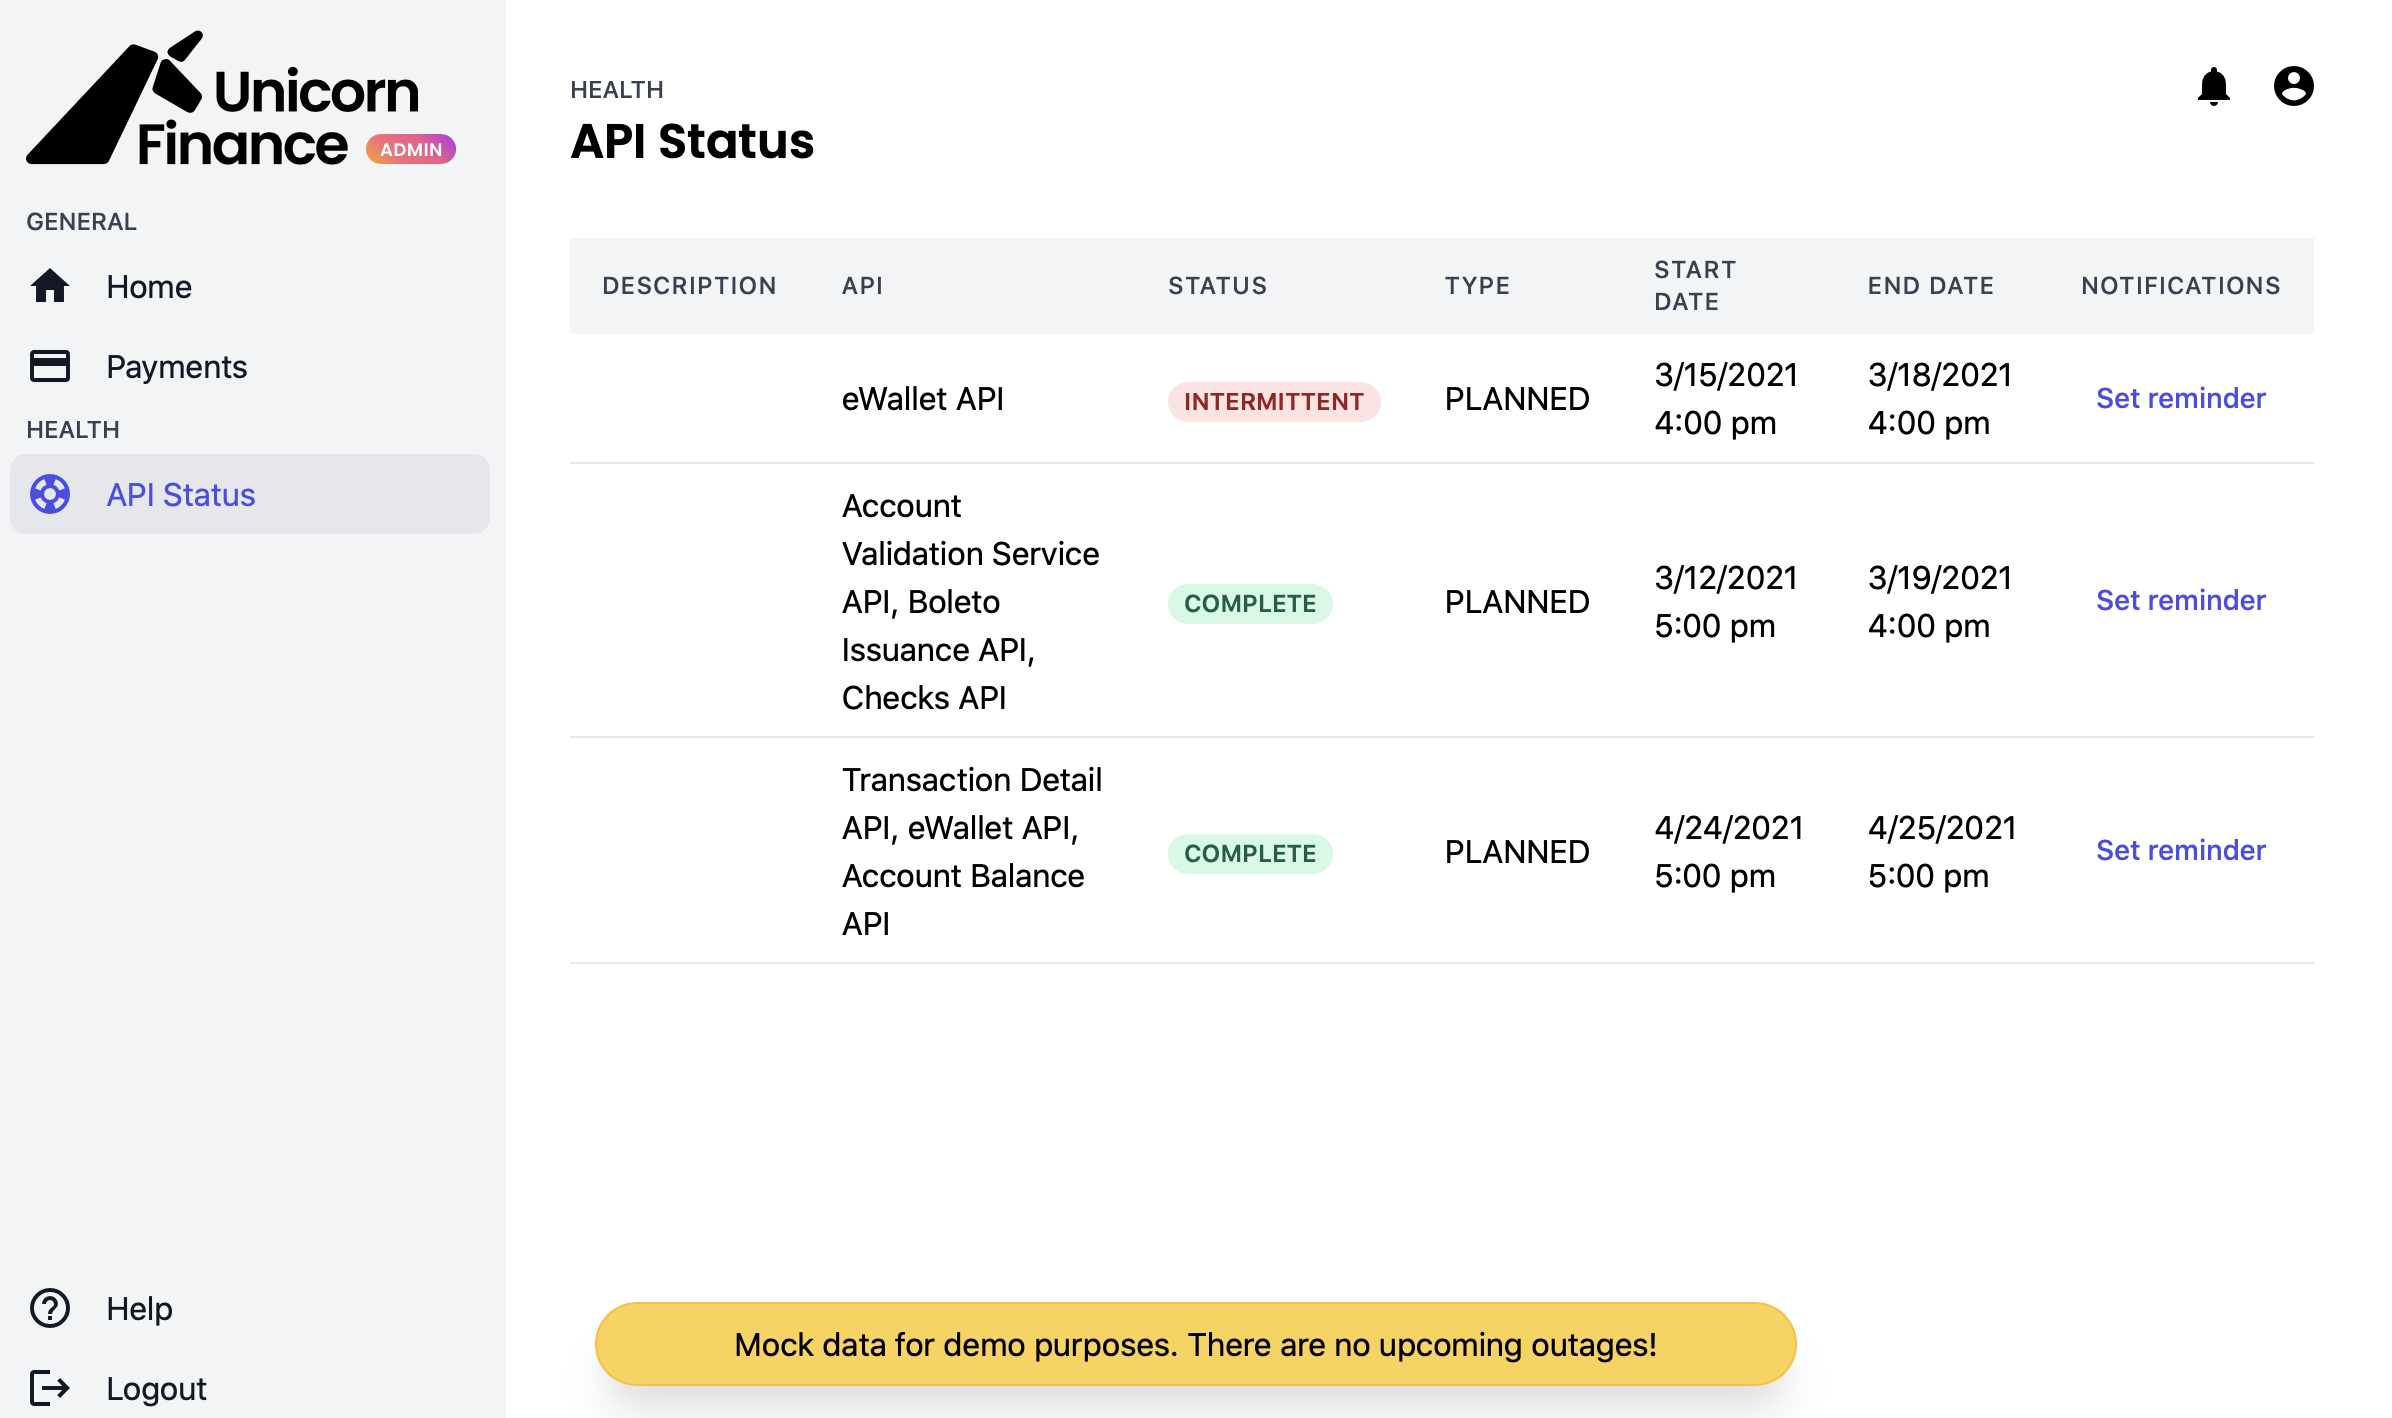 Unicorn
Finance ADMIN
GENERAL
Home
Payments
HEALTH
API Status
Help
Logout
HEALTH
API Status
DESCRIPTION API STATUS TYPE START DATE END DATE NOTIFICATIONS
eWallet API INTERMITTENT PLANNED 3/15/2021 4:00 pm 3/18/2021 4:00 pm Set reminder
Account
Validation Service
API, Boleto
Issuance API,
Checks API
COMPLETE PLANNED 3/12/2021 5:00 pm 3/19/2021 4:00 pm Set reminder
Transaction Detail
API, eWallet API,
Account Balance
API
COMPLETE PLANNED 4/24/2021 5:00 pm 4/25/2021 5:00 pm Set reminder
Mock data for demo purposes. There are no upcoming outages!